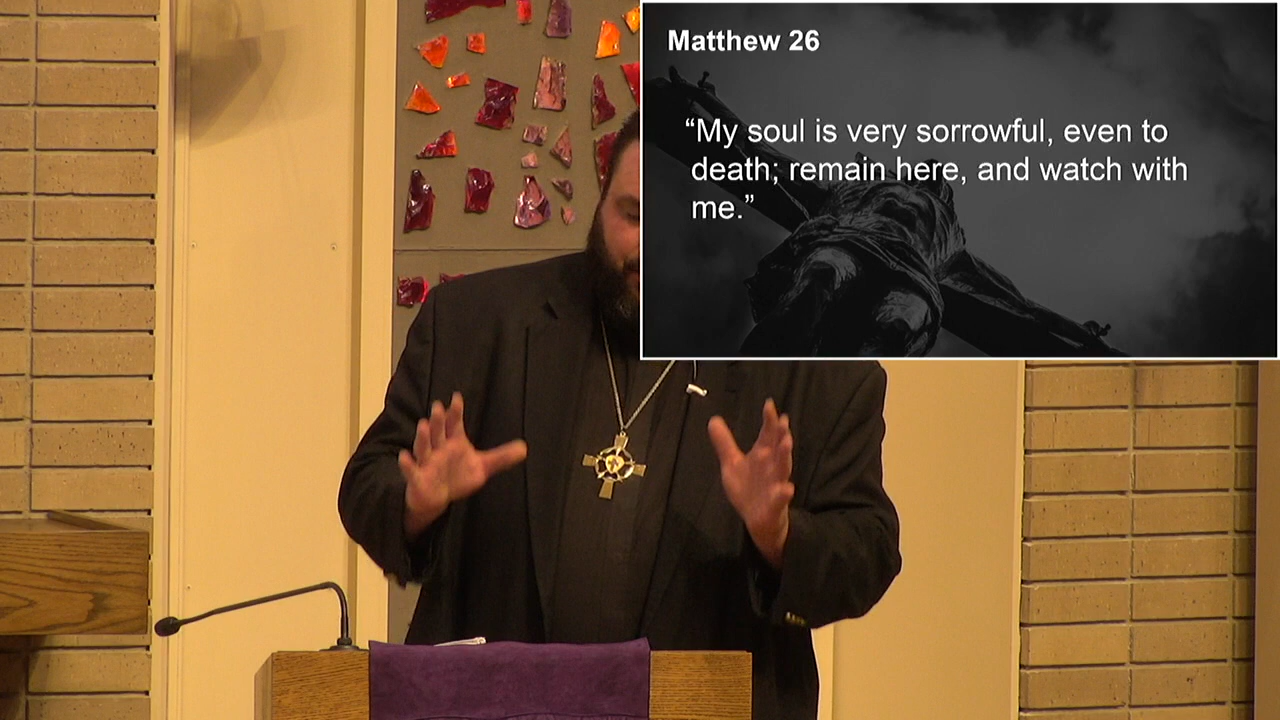 Matthew 26
“My soul is very sorrowful, even to
death; remain here, and watch with
me.”